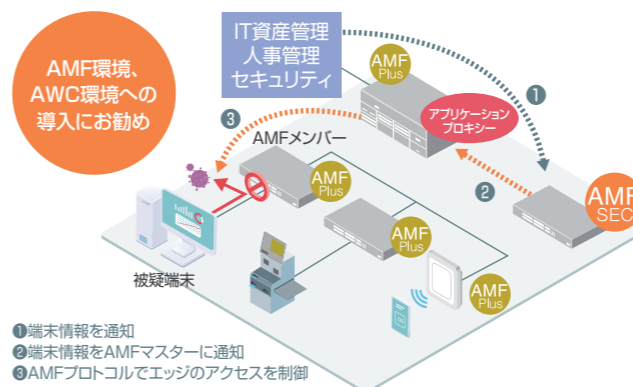 AMF環境、
AWC環境への
導入にお勧め
IT資産管理
人事管理
セキュリティ
AMF
Plus
アプリケーション
プロキシー
❶
❷
❸
AMFメンバー
AMF
Plus
AMF
Plus
AMF
Plus
AMF
SEC
被疑端末
❶端末情報を通知
❷端末情報をAMFマスターに通知
❸AMFプロトコルでエッジのアクセスを制御